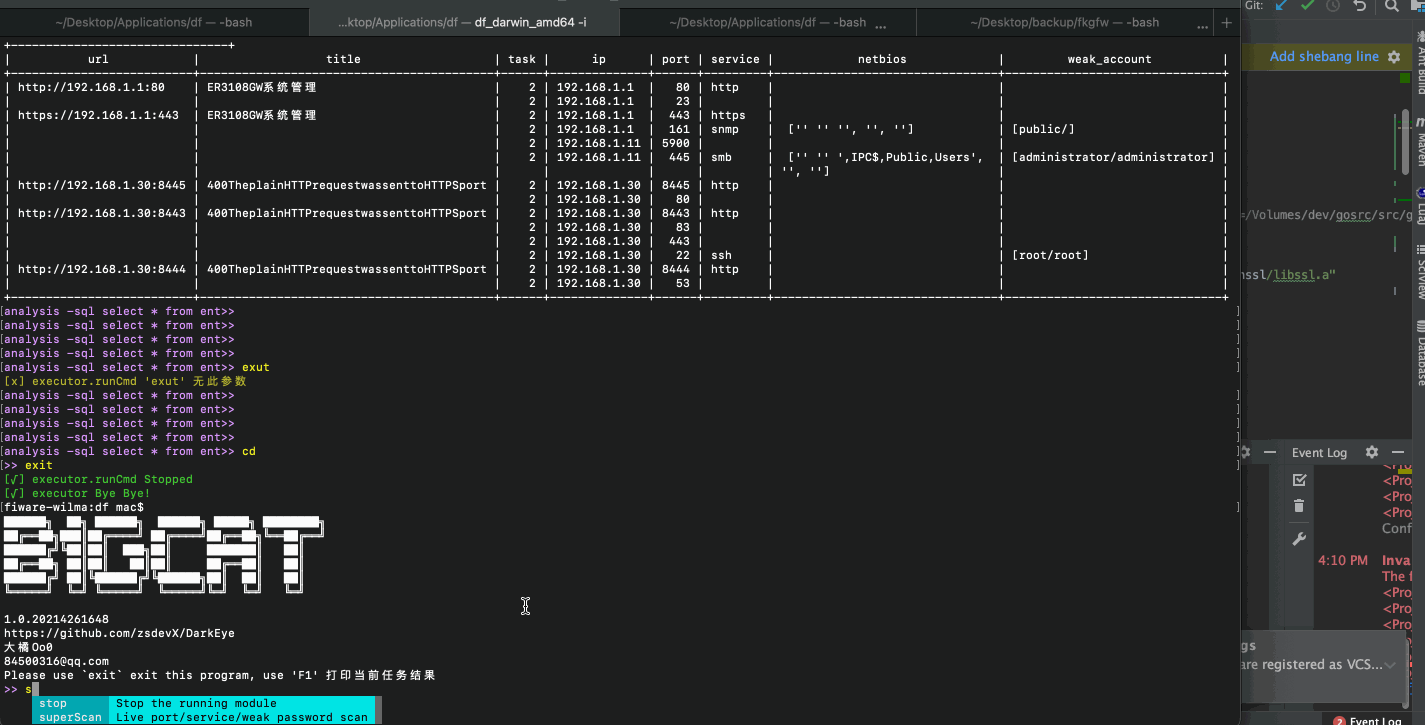 ~/Desktop/Applications/df — -bash
...ktop/Applications/df — df_darwin_amd64 -i
~/Desktop/Applications/df — -bash ...
~/Desktop/backup/fkgfw — -bash ...
+
Git:
Add shebang line
url | title | task | ip | port | service | netbios | weak_account
http://192.168.1.1:80 | ER3108GW系统管理 | 2 | 192.168.1.1 | 80 | http
2 | 192.168.1.1 | 23
https://192.168.1.1:443 | ER3108GW系统管理 | 2 | 192.168.1.1 | 443 | https
2 | 192.168.1.1 | 161 | snmp | ['' '' '', '', ''] | [public/]
2 | 192.168.1.11 | 5900
2 | 192.168.1.11 | 445 | smb | ['' '' ',IPC$,Public,Users', | [administrator/administrator]
'', '']
http://192.168.1.30:8445 | 400TheplainHTTPrequestwassenttoHTTPSport | 2 | 192.168.1.30 | 8445 | http
2 | 192.168.1.30 | 80
http://192.168.1.30:8443 | 400TheplainHTTPrequestwassenttoHTTPSport | 2 | 192.168.1.30 | 8443 | http
2 | 192.168.1.30 | 83
2 | 192.168.1.30 | 443
2 | 192.168.1.30 | 22 | ssh | [root/root]
http://192.168.1.30:8444 | 400TheplainHTTPrequestwassenttoHTTPSport | 2 | 192.168.1.30 | 8444 | http
2 | 192.168.1.30 | 53
[analysis -sql select * from ent>>
[analysis -sql select * from ent>>
[analysis -sql select * from ent>>
[analysis -sql select * from ent>>
[analysis -sql select * from ent>> exut
[x] executor.runCmd 'exut' 无此参数
[analysis -sql select * from ent>>
[analysis -sql select * from ent>>
[analysis -sql select * from ent>>
[analysis -sql select * from ent>>
[analysis -sql select * from ent>> cd
[>> exit
[√] executor.runCmd Stopped
[√] executor Bye Bye!
[fiware-wilma:df mac$
BIGCAT
1.0.20214261648
https://github.com/zsdevX/DarkEye
大橘Oo0
84500316@qq.com
Please use `exit` exit this program, use 'F1' 打印当前任务结果
>> s
stop Stop the running module
superScan Live port/service/weak password scan
=/Volumes/dev/gosrc/src/g
nssl/libssl.a"
Ant Build
Maven
Luaj
SciView
Database
Event Log
<Pro
<Pro
<Pro
<Pro
Conf
4:10 PM Inva
The f
<Proj
<Proj
<Proj
gs
are registered as VCS...
2 Event Log